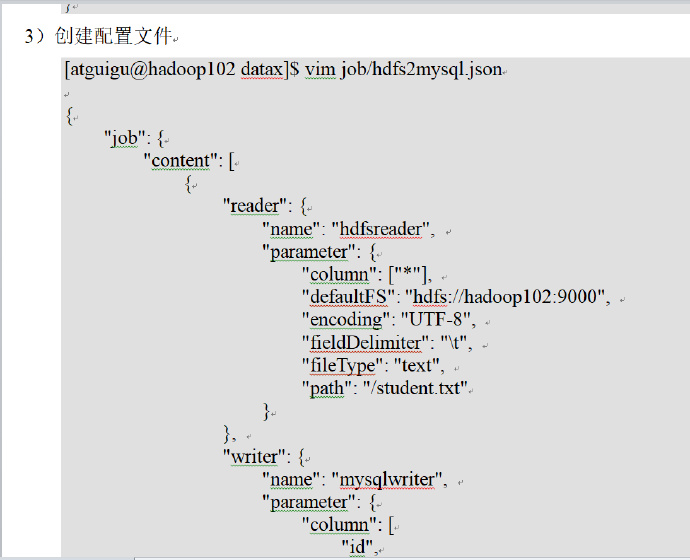 }
3）创建配置文件
[atguigu@hadoop102 datax]$ vim job/hdfs2mysql.json
{
"job": {
"content": [
{
"reader": {
"name": "hdfsreader",
"parameter": {
"column": ["*"],
"defaultFS": "hdfs://hadoop102:9000",
"encoding": "UTF-8",
"fieldDelimiter": "\t",
"fileType": "text",
"path": "/student.txt"
}
},
"writer": {
"name": "mysqlwriter",
"parameter": {
"column": [
"id",